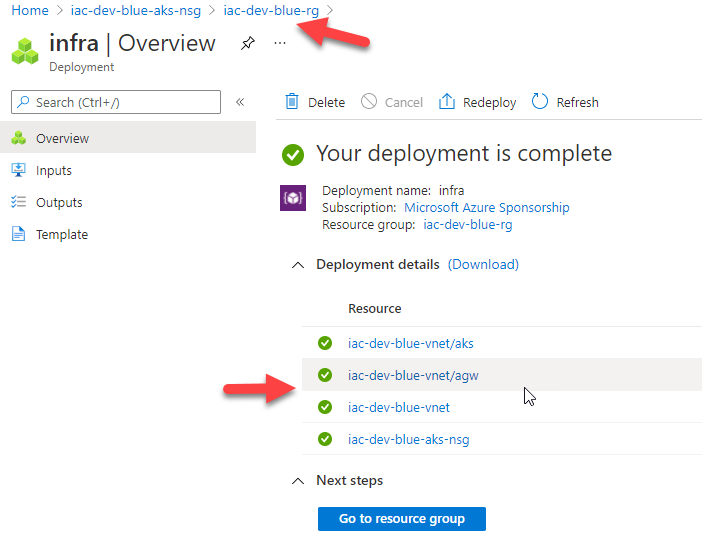 Home > iac-dev-blue-aks-nsg > iac-dev-blue-rg >
infra | Overview ...
Deployment
Search (Ctrl+/) «
Overview
Inputs
Outputs
Template
Delete Cancel Redeploy Refresh
Your deployment is complete
Deployment name: infra
Subscription: Microsoft Azure Sponsorship
Resource group: iac-dev-blue-rg
Deployment details (Download)
Resource
iac-dev-blue-vnet/aks
iac-dev-blue-vnet/agw
iac-dev-blue-vnet
iac-dev-blue-aks-nsg
Next steps
Go to resource group